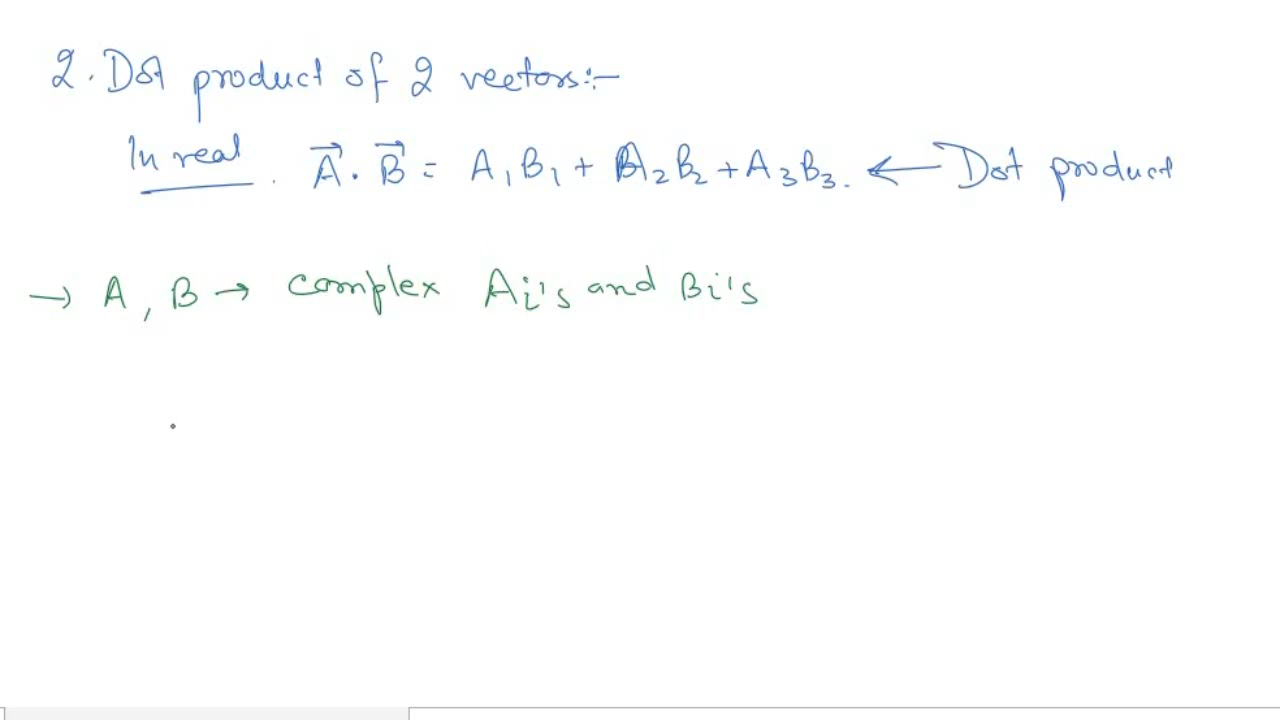 2. Dot product of 2 vectors:-
In real. A⃗ · B⃗ = A₁B₁ + A₂B₂ + A₃B₃. ← Dot product
→ A, B → complex Ai's and Bi's